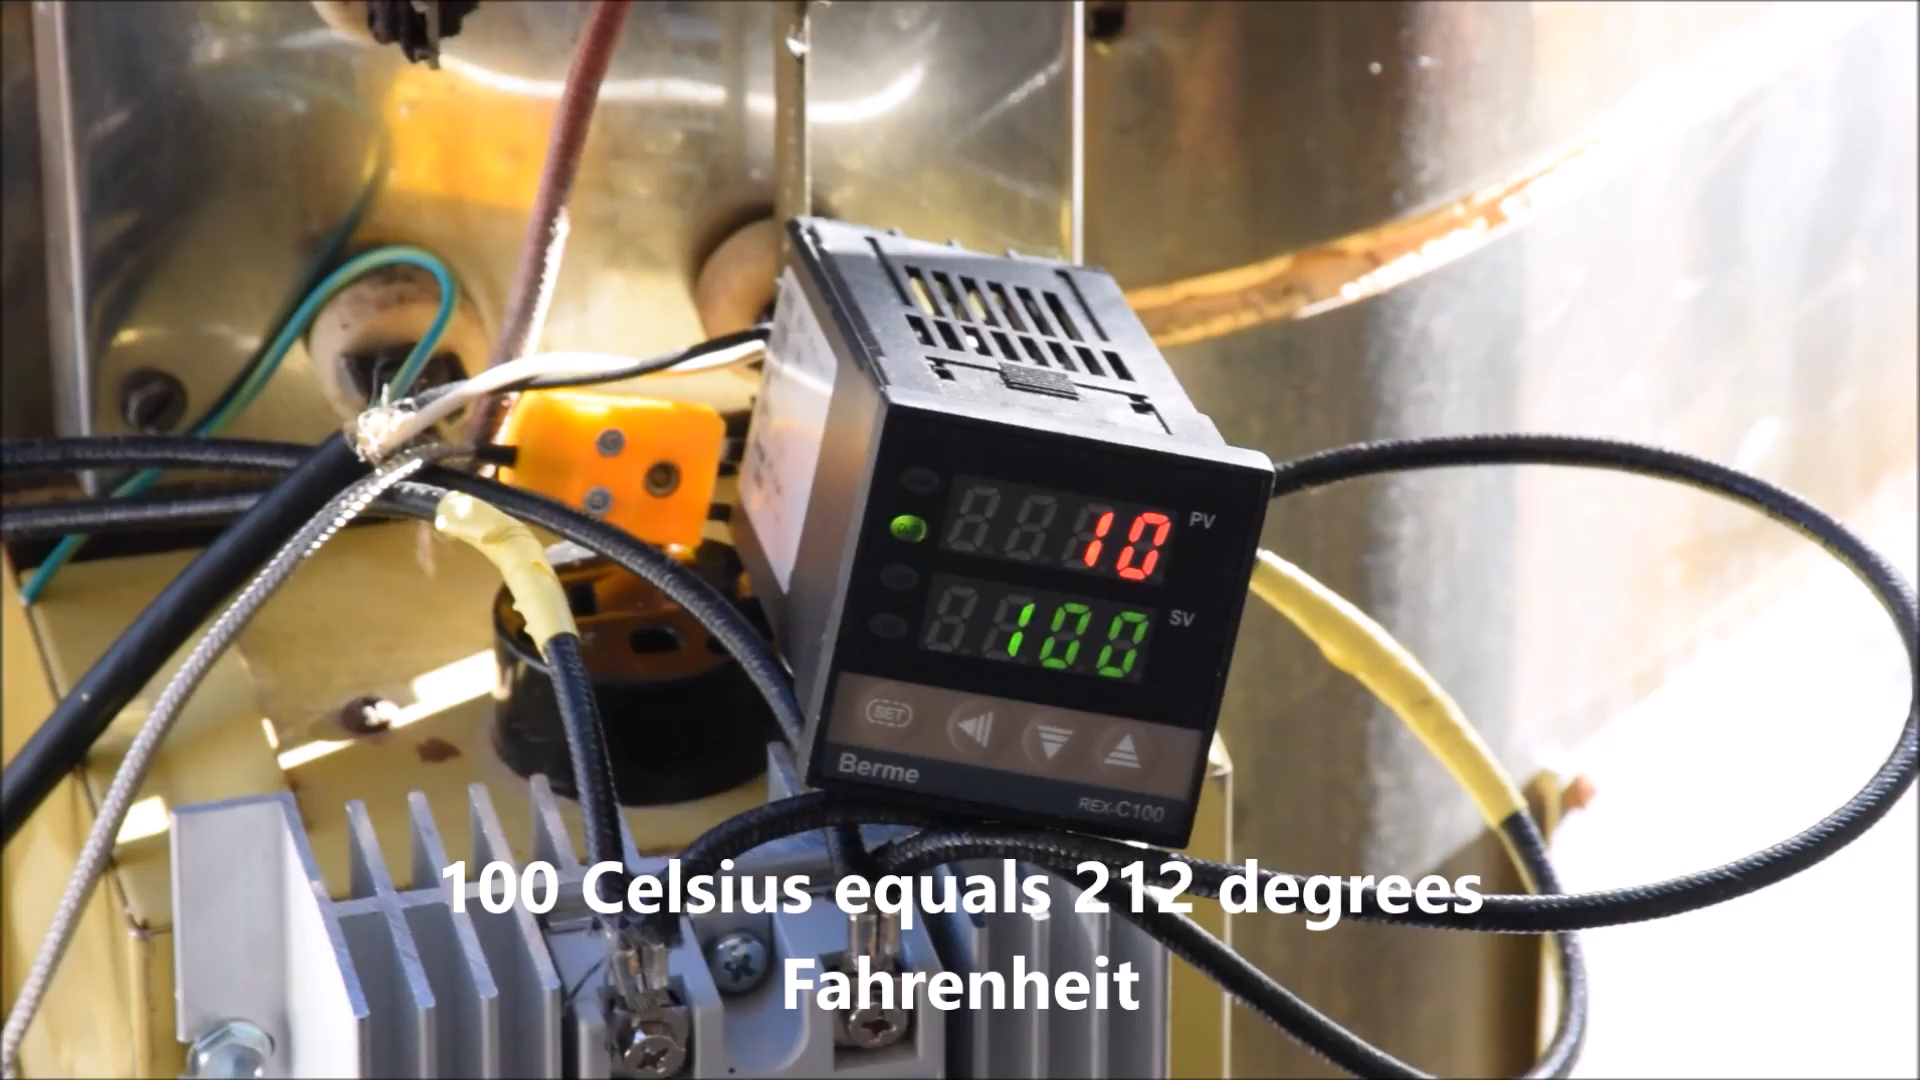 10 PV
100 SV
SET
Berme
REX-C100
100 Celsius equals 212 degrees
Fahrenheit